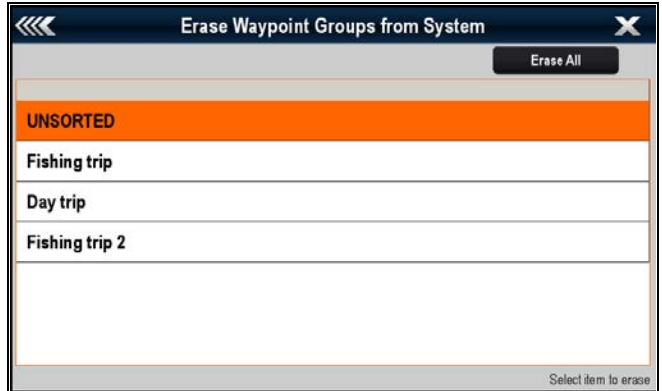 Erase Waypoint Groups from System
Erase All
UNSORTED
Fishing trip
Day trip
Fishing trip 2
Select item to erase